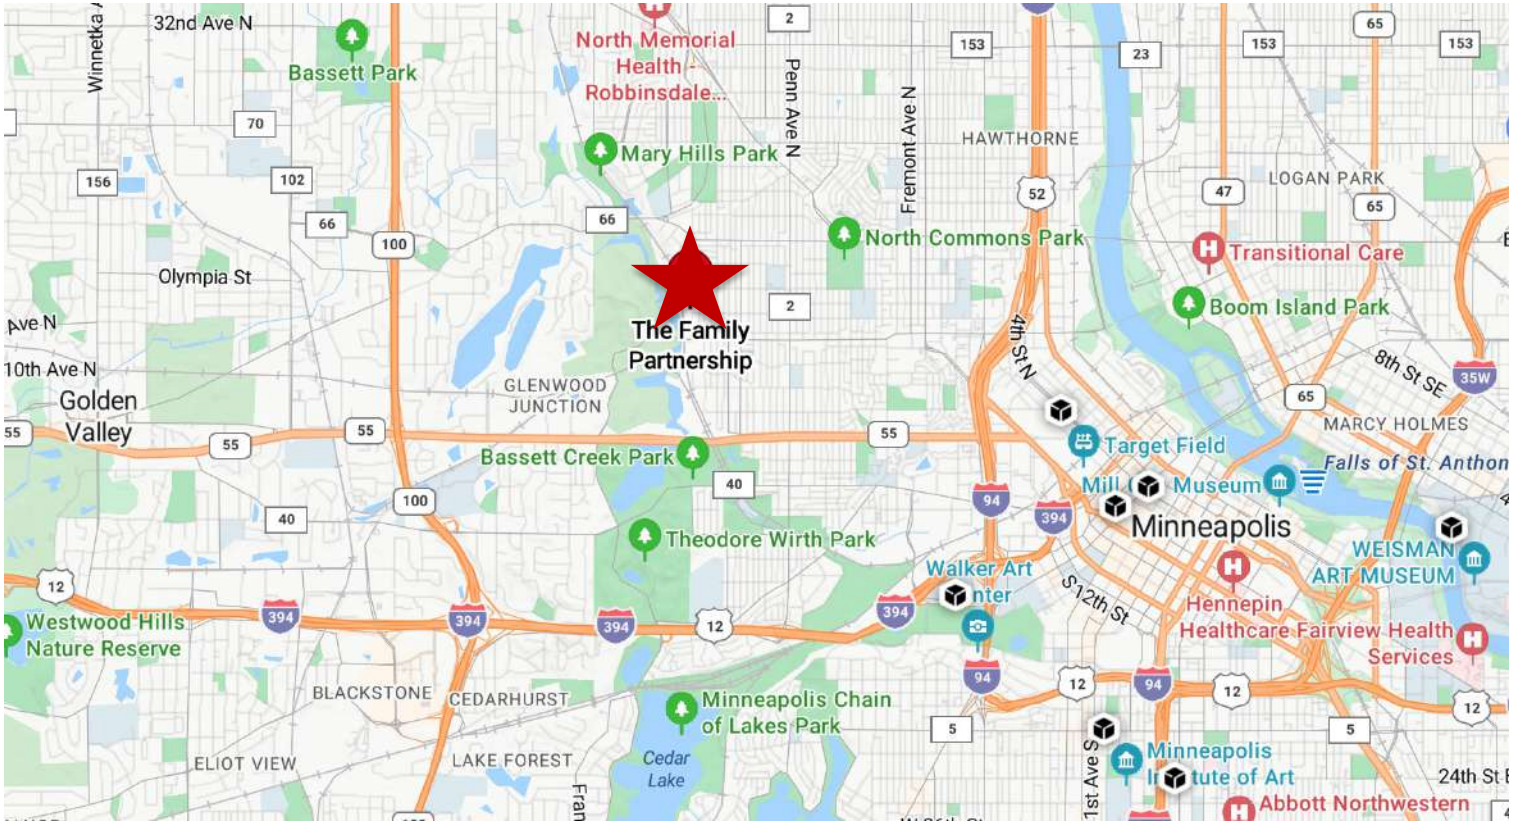 32nd Ave N
Winnetka A
Bassett Park
North Memorial
Health -
Robbinsdale...
2
65
153
23
153
153
70
Penn Ave N
Fremont Ave N
HAWTHORNE
Mary Hills Park
156
102
52
LOGAN PARK
47
65
66
66
100
North Commons Park
Transitional Care
Olympia St
2
Boom Island Park
Ave N
The Family
Partnership
4th St N
10th Ave N
8th St SE
35W
Golden
Valley
GLENWOOD
JUNCTION
65
MARCY HOLMES
55
55
55
55
Target Field
Bassett Creek Park
Falls of St. Anthon
40
Mill
Museum
100
94
394
40
Minneapolis
Theodore Wirth Park
WEISMAN
ART MUSEUM
Walker Art
nter
12
S 12th St
Hennepin
Healthcare
Fairview Health
Services
394
394
394
12
394
Westwood Hills
Nature Reserve
94
12
94
12
12
BLACKSTONE
CEDARHURST
Minneapolis Chain
of Lakes Park
5
5
ELIOT VIEW
LAKE FOREST
Cedar
Lake
1st Ave S
Minneapolis
I tute of Art
24th St E
Fran
Abbott Northwestern